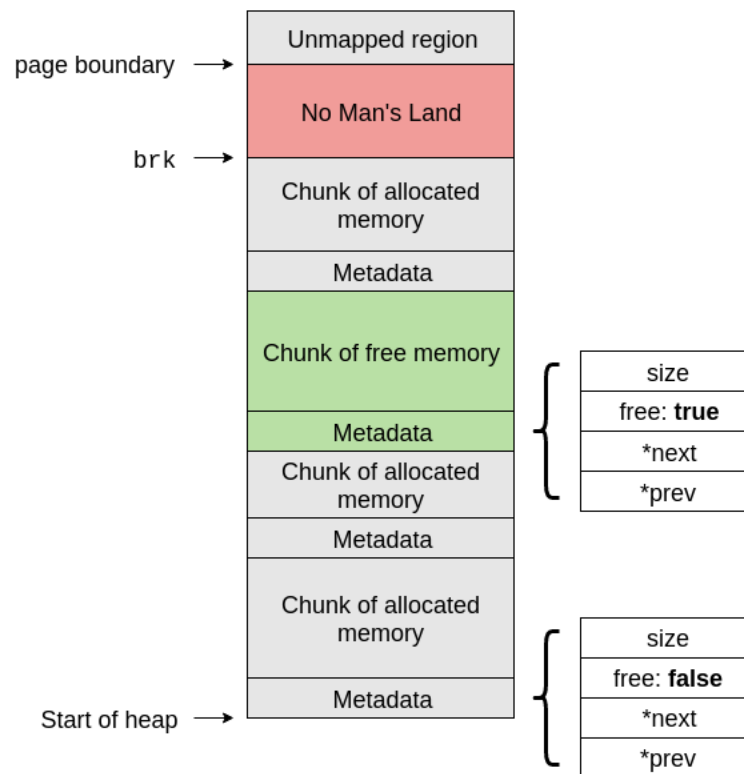 Unmapped region
page boundary
No Man's Land
brk
Chunk of allocated
memory
Metadata
Chunk of free memory
Metadata
size
free: true
*next
*prev
Chunk of allocated
memory
Metadata
Chunk of allocated
memory
Metadata
Start of heap
size
free: false
*next
*prev